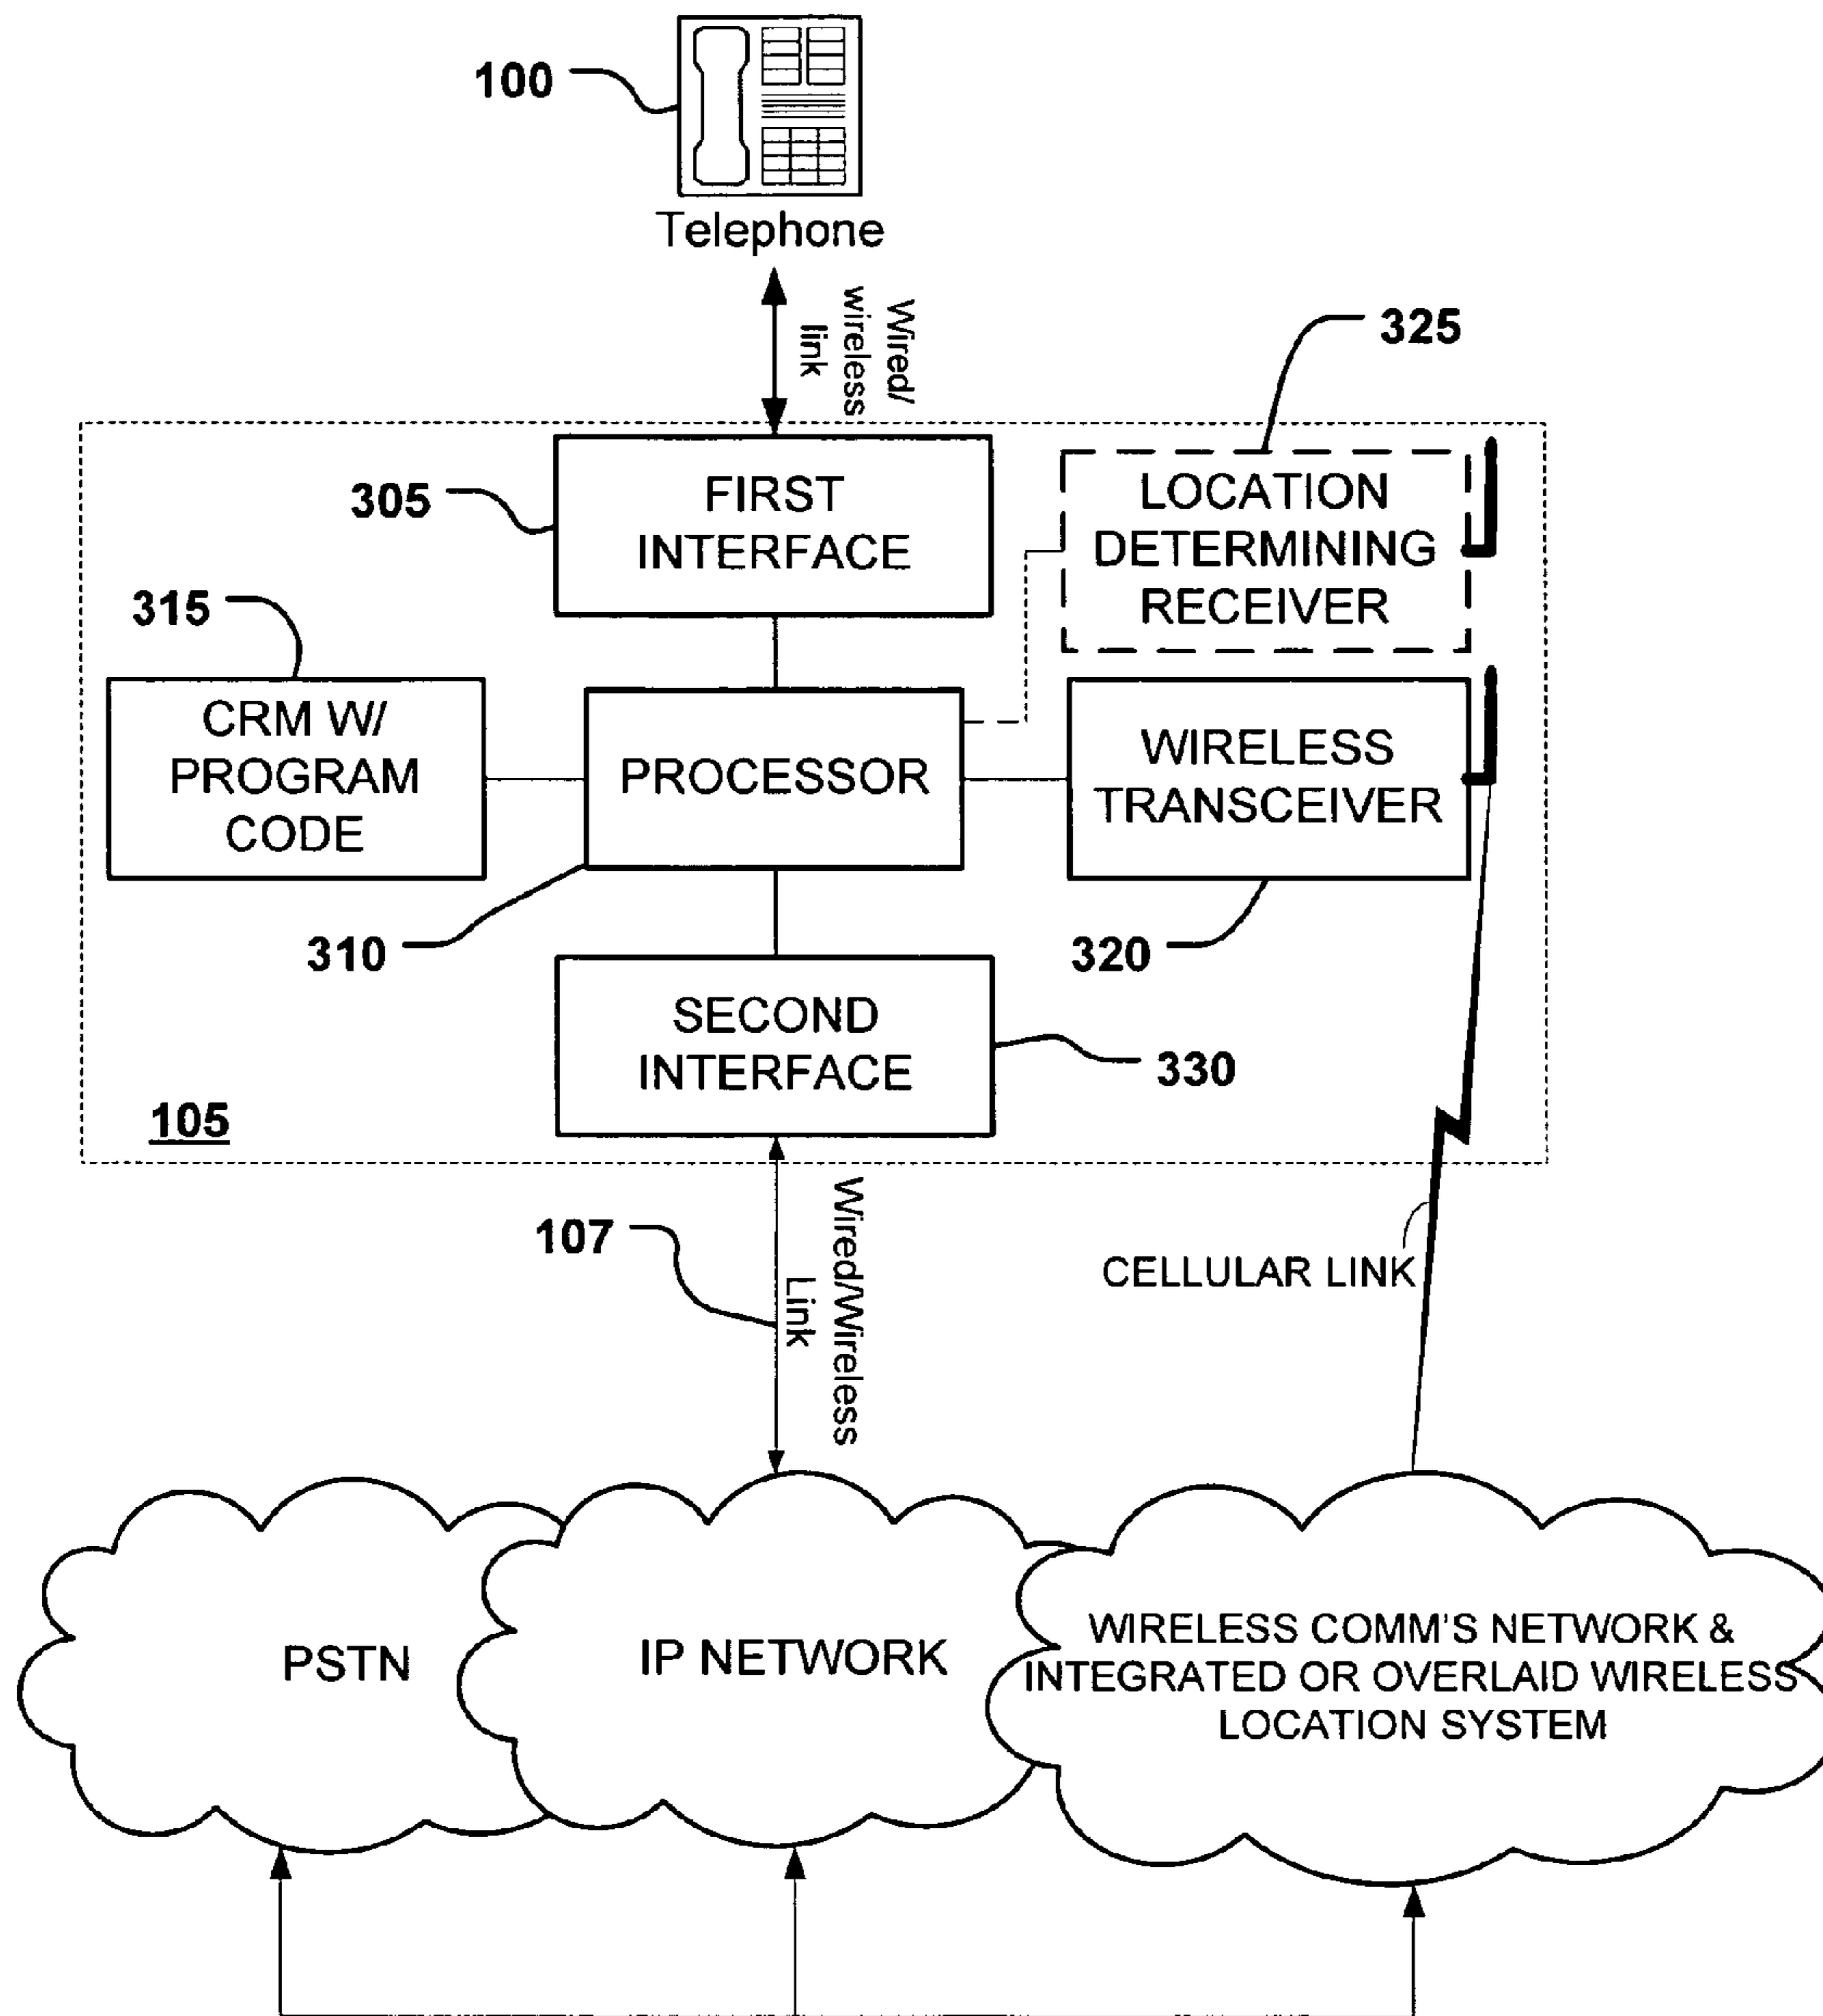 100
Telephone
Wired/
wireless
link
325
305
FIRST
INTERFACE
LOCATION
DETERMINING
RECEIVER
315
CRM W/
PROGRAM
CODE
PROCESSOR
WIRELESS
TRANSCEIVER
310
320
SECOND
INTERFACE
330
105
107
Wired/Wireless
Link
CELLULAR LINK
PSTN
IP NETWORK
WIRELESS COMM'S NETWORK &
INTEGRATED OR OVERLAID WIRELESS
LOCATION SYSTEM